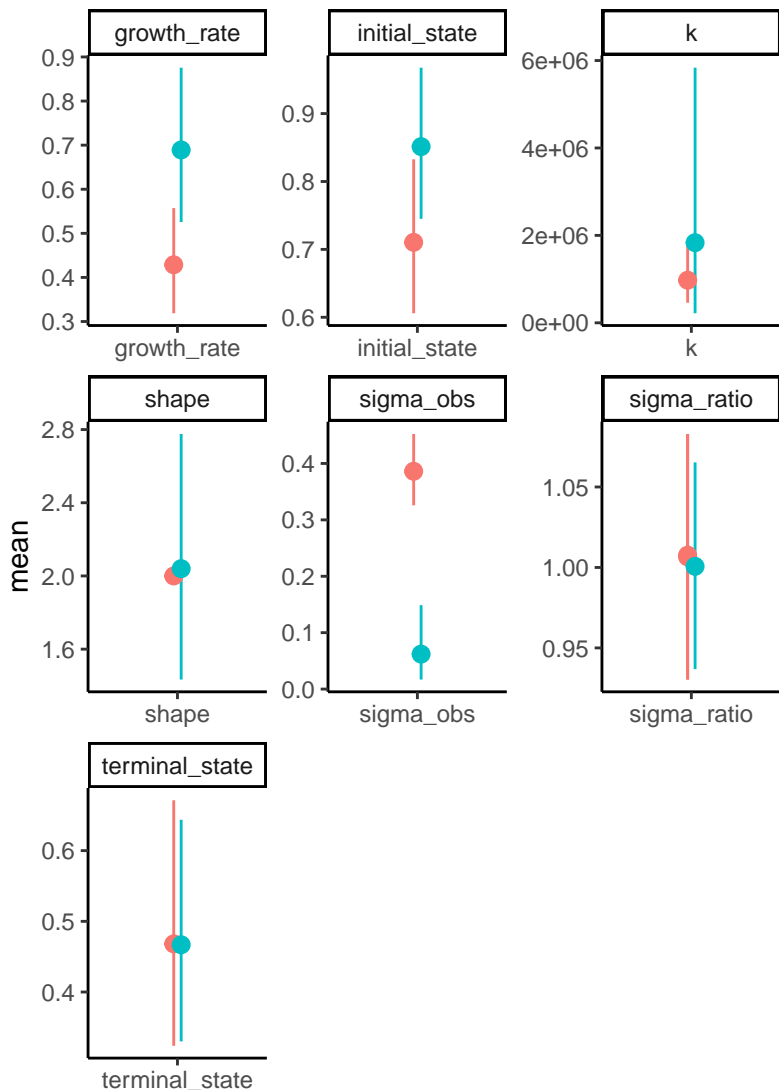 growth_rate
initial_state
k
0.9
0.8
0.7
0.6
0.5
0.4
0.3
growth_rate
0.9
0.8
0.7
0.6
initial_state
6e+06
4e+06
2e+06
0e+00
k
shape
sigma_obs
sigma_ratio
mean
2.8
2.4
2.0
1.6
shape
0.4
0.3
0.2
0.1
0.0
sigma_obs
1.05
1.00
0.95
sigma_ratio
terminal_state
0.6
0.5
0.4
terminal_state